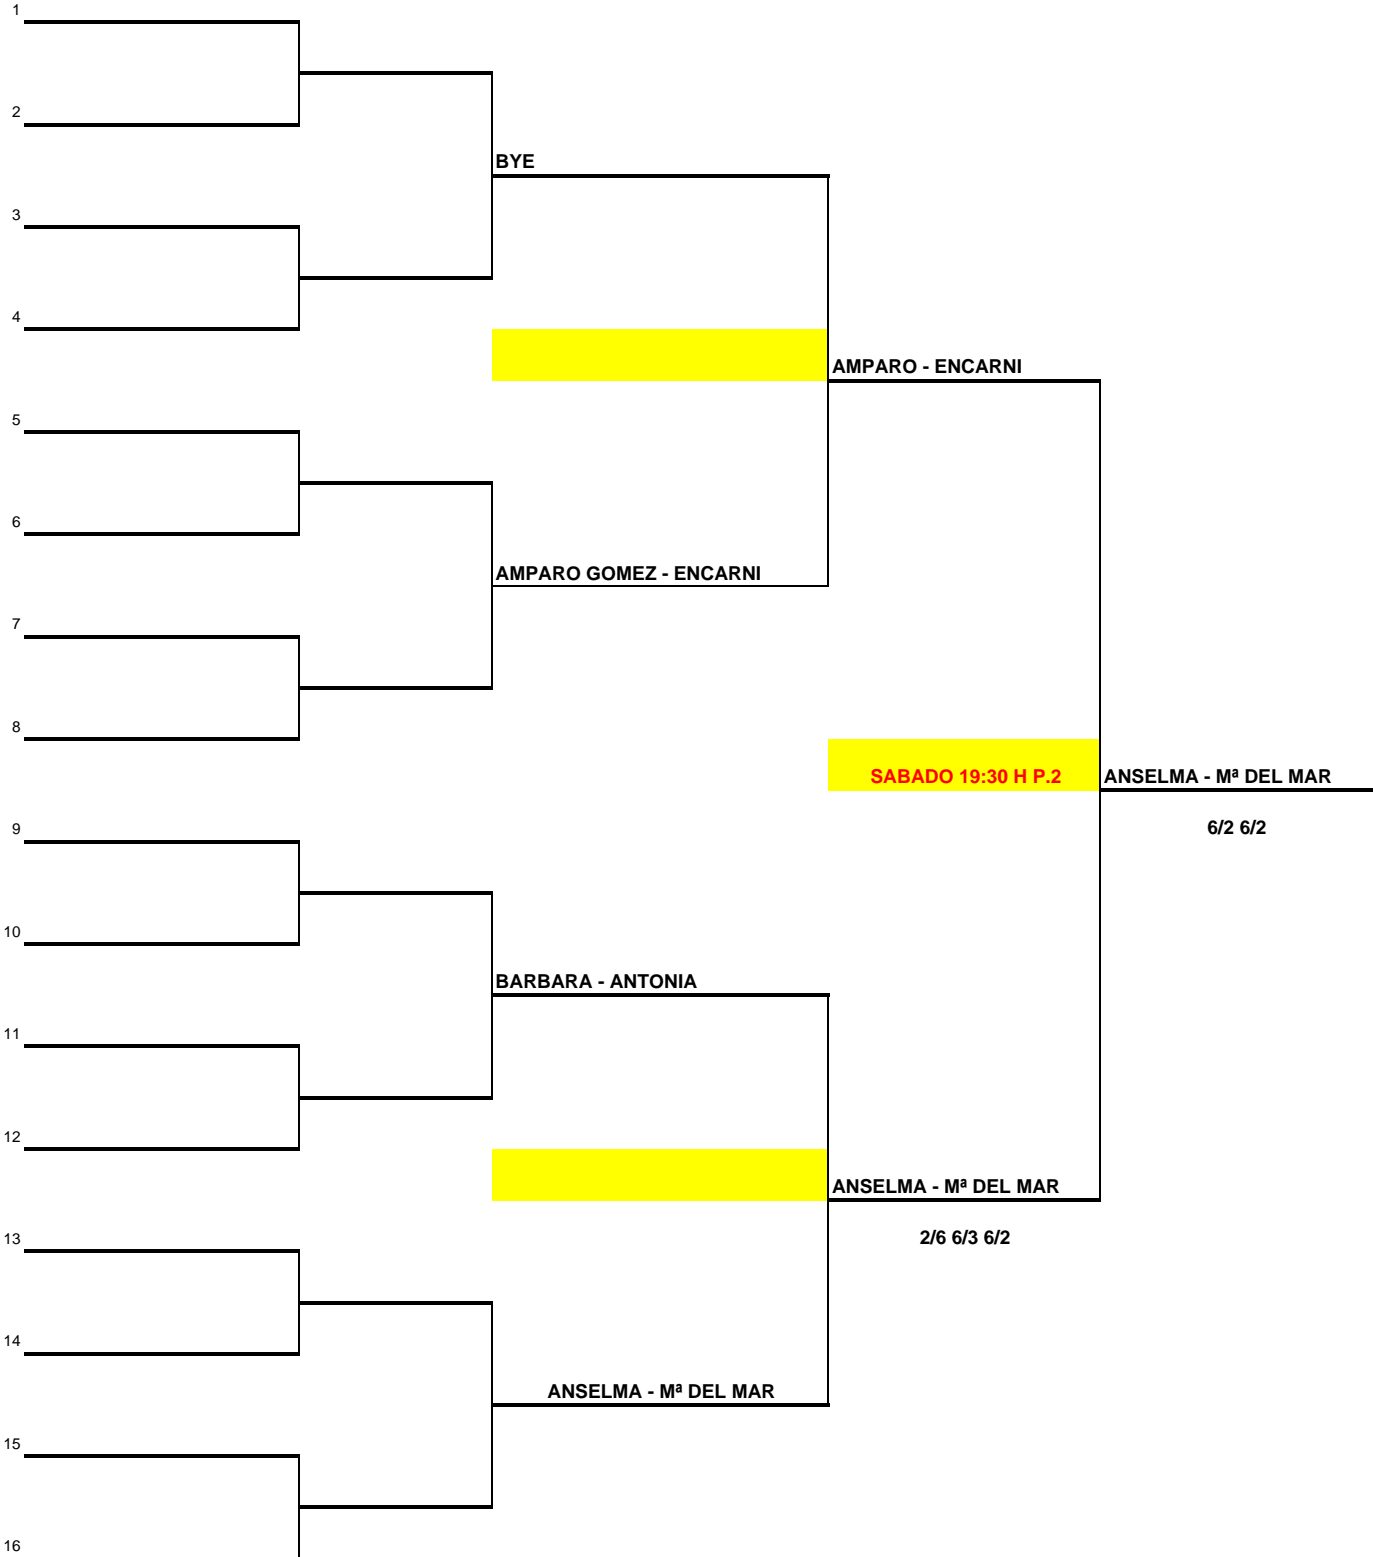 1
2
BYE
3
4
AMPARO - ENCARNI
5
6
AMPARO GOMEZ - ENCARNI
7
8
SABADO 19:30 H P.2
ANSELMA - Mª DEL MAR
6/2 6/2
9
10
BARBARA - ANTONIA
11
12
ANSELMA - Mª DEL MAR
2/6 6/3 6/2
13
14
ANSELMA - Mª DEL MAR
15
16